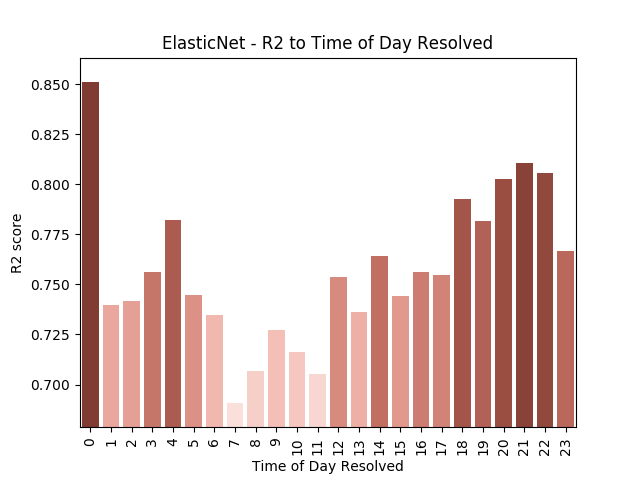 ElasticNet - R2 to Time of Day Resolved
0.850
0.825
0.800
0.775
0.750
0.725
0.700
R2 score
0 1 2 3 4 5 6 7 8 9 10 11 12 13 14 15 16 17 18 19 20 21 22 23
Time of Day Resolved